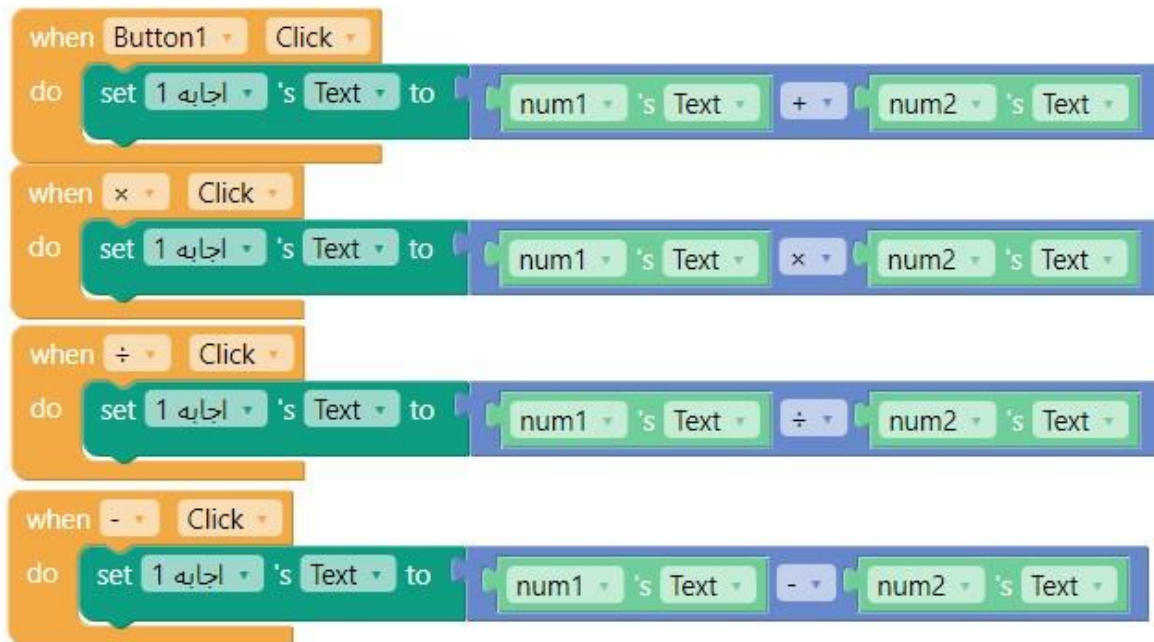 when Button1 Click
do set اجابه 1 's Text to num1 's Text + num2 's Text
when × Click
do set اجابه 1 's Text to num1 's Text × num2 's Text
when ÷ Click
do set اجابه 1 's Text to num1 's Text ÷ num2 's Text
when - Click
do set اجابه 1 's Text to num1 's Text - num2 's Text